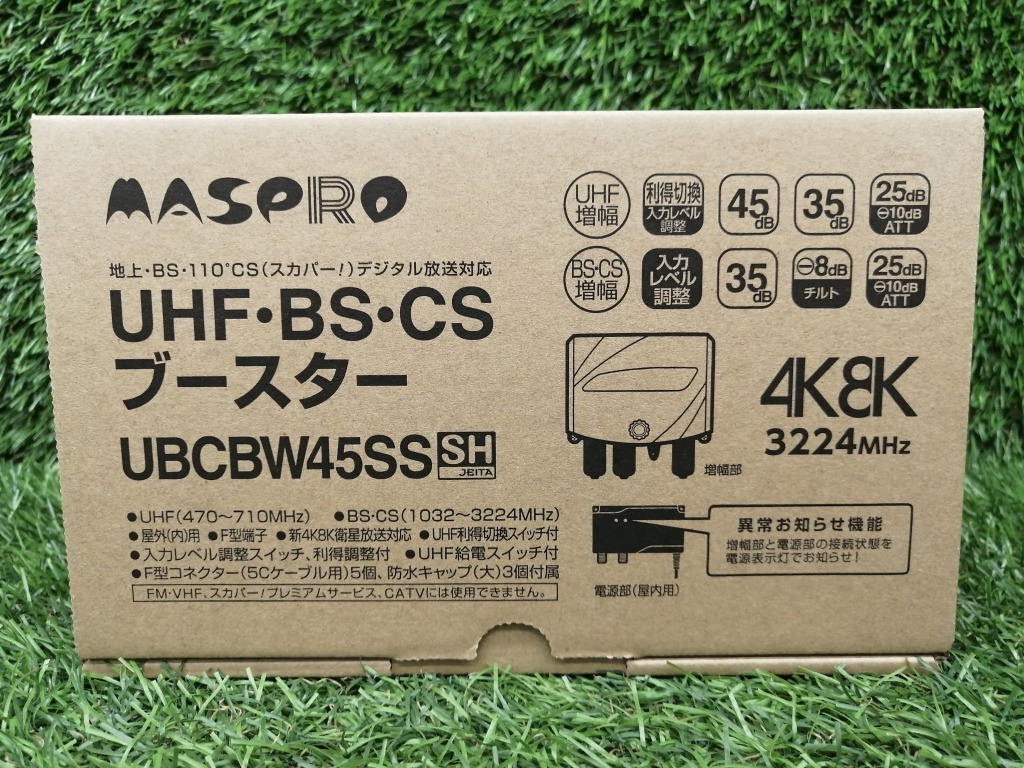 MASPRO
地上・BS・110°CS(スカパー!)デジタル放送対応
UHF・BS・CS
ブースター
UBCBW45SS SH
JEITA
●UHF(470~710MHz) ●BS・CS(1032~3224MHz)
●屋外(内)用 ●F型端子 ●新4K8K衛星放送対応 ●UHF利得切換スイッチ付
●入力レベル調整スイッチ、利得調整付 ●UHF給電スイッチ付
●F型コネクター(5Cケーブル用)5個、防水キャップ(大)3個付属
FM・VHF、スカパー!プレミアムサービス、CATVには使用できません。
UHF
増幅
利得切換
入力レベル
調整
45dB
35dB
25dB
⊖10dB
ATT
BS・CS
増幅
入力
レベル
調整
35dB
⊖8dB
チルト
25dB
⊖10dB
ATT
増幅部
4K8K
3224MHz
異常お知らせ機能
増幅部と電源部の接続状態を
電源表示灯でお知らせ!
電源部(屋内用)